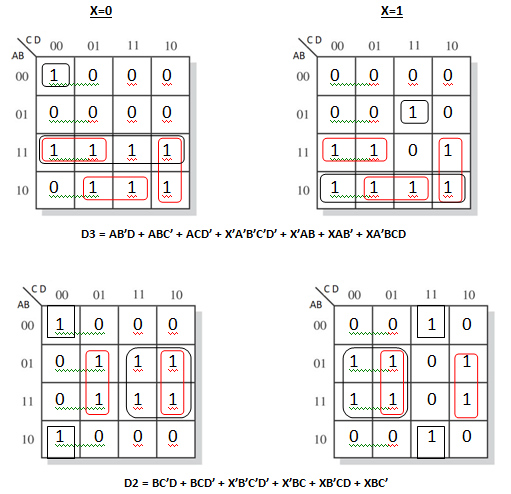 X=0 X=1
CD 00 01 11 10 CD 00 01 11 10
AB AB
00 1 0 0 0 00 0 0 0 0
01 0 0 0 0 01 0 0 1 0
11 1 1 1 1 11 1 1 0 1
10 0 1 1 1 10 1 1 1 1
D3 = AB'D + ABC' + ACD' + X'A'B'C'D' + X'AB + XAB' + XA'BCD
CD 00 01 11 10 CD 00 01 11 10
AB AB
00 1 0 0 0 00 0 0 1 0
01 0 1 1 1 01 1 1 0 1
11 0 1 1 1 11 1 1 0 1
10 1 0 0 0 10 0 0 1 0
D2 = BC'D + BCD' + X'B'C'D' + X'BC + XB'CD + XBC'